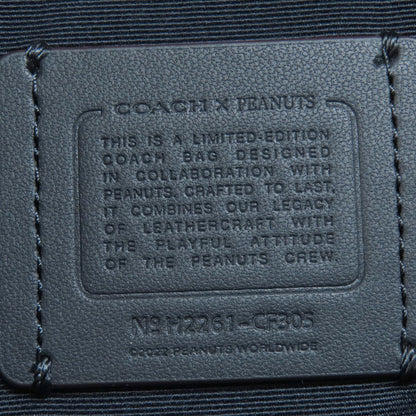 COACH × PEANUTS
THIS IS A LIMITED-EDITION
COACH BAG DESIGNED
IN COLLABORATION WITH
PEANUTS. CRAFTED TO LAST,
IT COMBINES OUR LEGACY
OF LEATHERCRAFT WITH
THE PLAYFUL ATTITUDE
OF THE PEANUTS CREW.
Nº H2261-CF305
©2022 PEANUTS WORLDWIDE